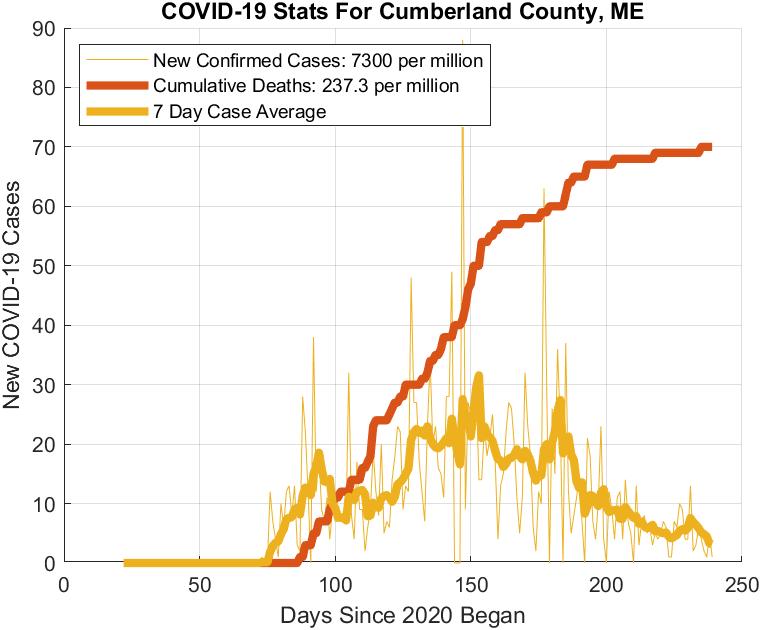 COVID-19 Stats For Cumberland County, ME
New Confirmed Cases: 7300 per million
Cumulative Deaths: 237.3 per million
7 Day Case Average
New COVID-19 Cases
90
80
70
60
50
40
30
20
10
0
0 50 100 150 200 250
Days Since 2020 Began